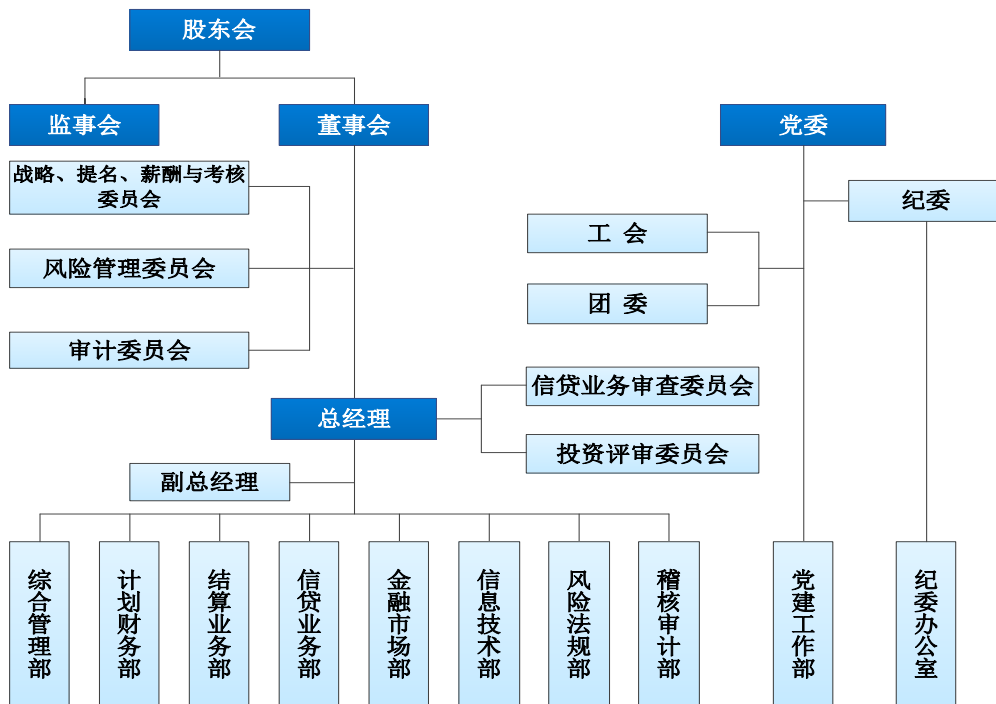 股东会
监事会
董事会
党委
战略、提名、薪酬与考核
委员会
纪委
工 会
风险管理委员会
团 委
审计委员会
信贷业务审查委员会
总经理
投资评审委员会
副总经理
综合管理部
计划财务部
结算业务部
信贷业务部
金融市场部
信息技术部
风险法规部
稽核审计部
党建工作部
纪委办公室